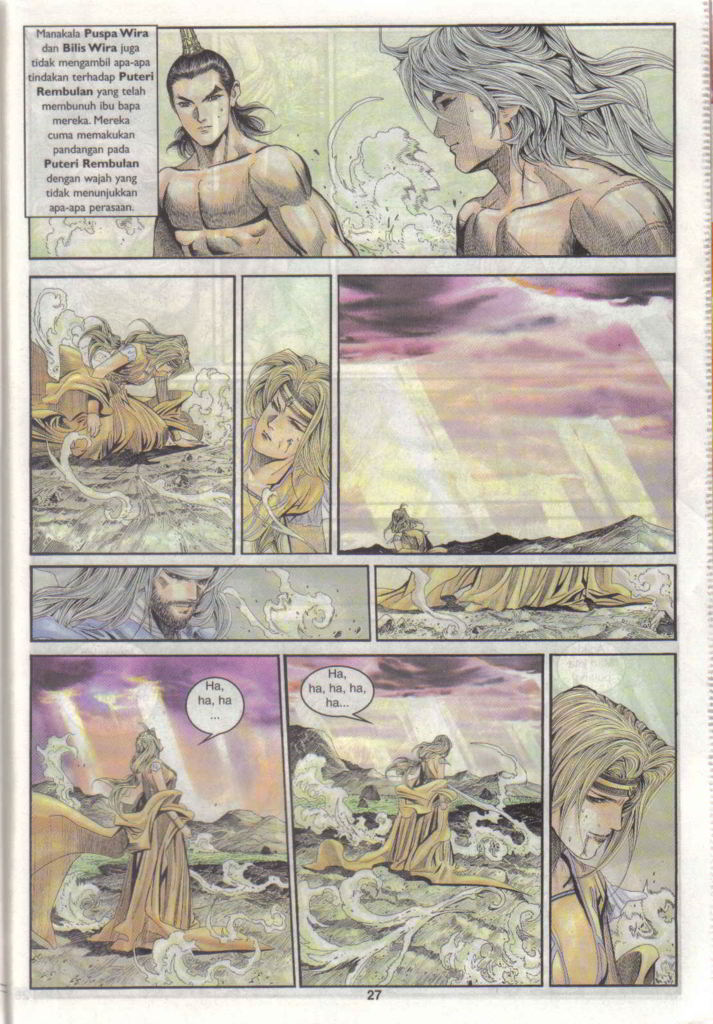 Manakala Puspa Wira
dan Bilis Wira juga
tidak mengambil apa-apa
tindakan terhadap Puteri
Rembulan yang telah
membunuh ibu bapa
mereka. Mereka
cuma memakukan
pandangan pada
Puteri Rembulan
dengan wajah yang
tidak menunjukkan
apa-apa perasaan.
Ha,
ha, ha
...
Ha,
ha, ha, ha,
ha...
27